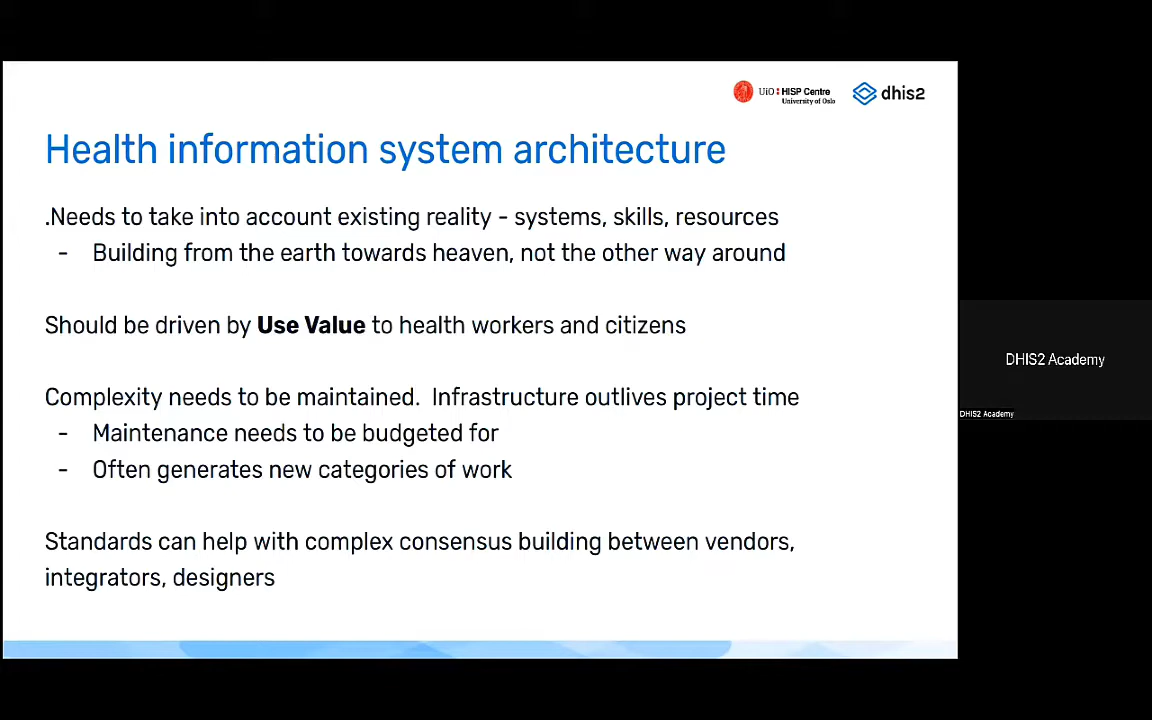 UiO: HISP Centre
University of Oslo
dhis2
Health information system architecture
.Needs to take into account existing reality - systems, skills, resources
- Building from the earth towards heaven, not the other way around
Should be driven by Use Value to health workers and citizens
Complexity needs to be maintained.  Infrastructure outlives project time
- Maintenance needs to be budgeted for
- Often generates new categories of work
Standards can help with complex consensus building between vendors,
integrators, designers
DHIS2 Academy
DHIS2 Academy